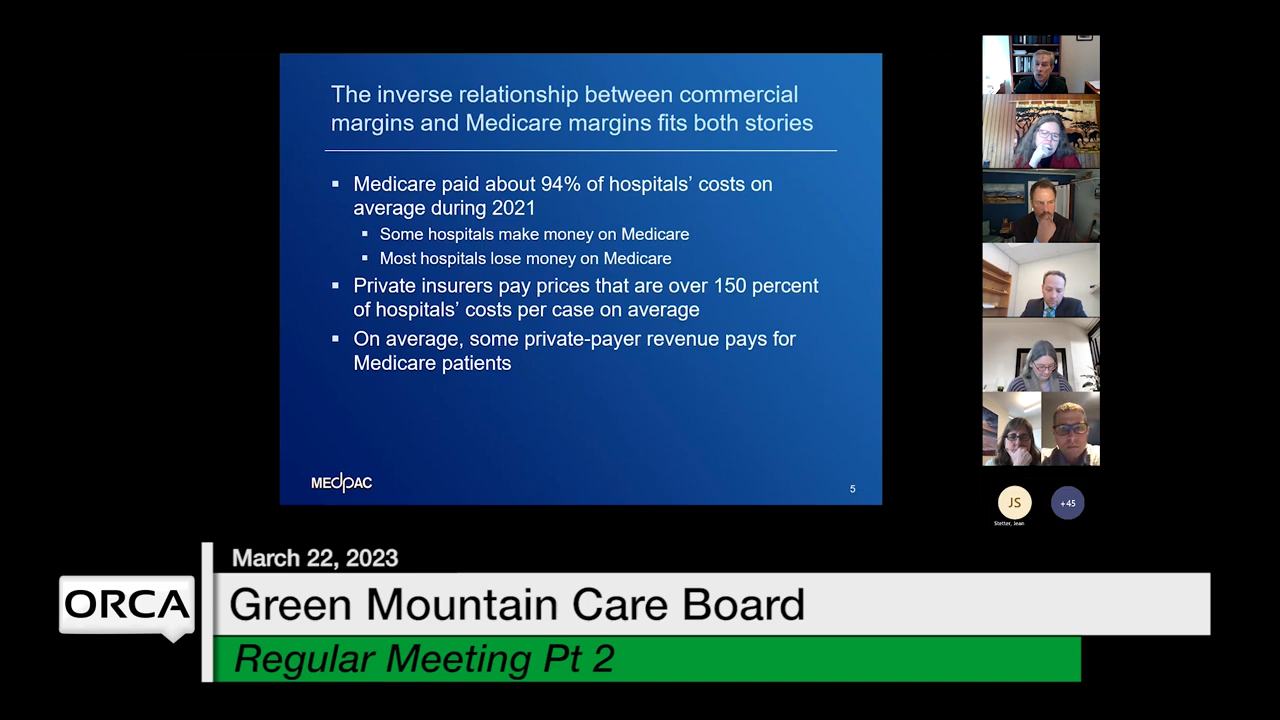 The inverse relationship between commercial
margins and Medicare margins fits both stories
▪ Medicare paid about 94% of hospitals' costs on
average during 2021
▪ Some hospitals make money on Medicare
▪ Most hospitals lose money on Medicare
▪ Private insurers pay prices that are over 150 percent
of hospitals' costs per case on average
▪ On average, some private-payer revenue pays for
Medicare patients
MEDPAC
5
JS
+45
Stetter, Jean
March 22, 2023
ORCA
Green Mountain Care Board
Regular Meeting Pt 2